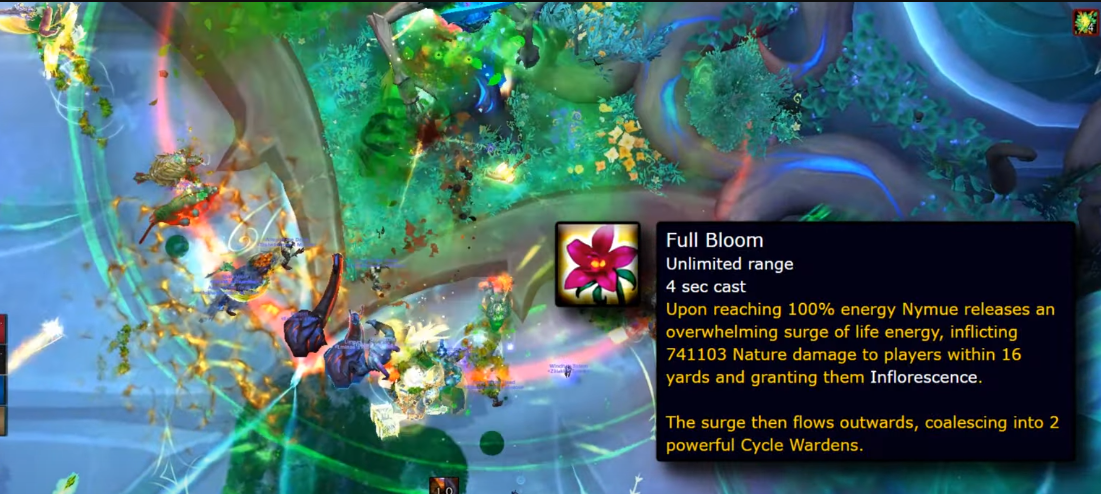 Full Bloom
Unlimited range
4 sec cast
Upon reaching 100% energy Nymue releases an
overwhelming surge of life energy, inflicting
741103 Nature damage to players within 16
yards and granting them Inflorescence.
The surge then flows outwards, coalescing into 2
powerful Cycle Wardens.